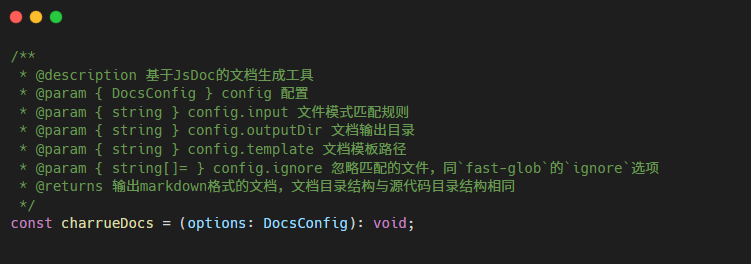 /**
 * @description 基于JsDoc的文档生成工具
 * @param { DocsConfig } config 配置
 * @param { string } config.input 文件模式匹配规则
 * @param { string } config.outputDir 文档输出目录
 * @param { string } config.template 文档模板路径
 * @param { string[]= } config.ignore 忽略匹配的文件，同`fast-glob`的`ignore`选项
 * @returns 输出markdown格式的文档，文档目录结构与源代码目录结构相同
 */
const charrueDocs = (options: DocsConfig): void;